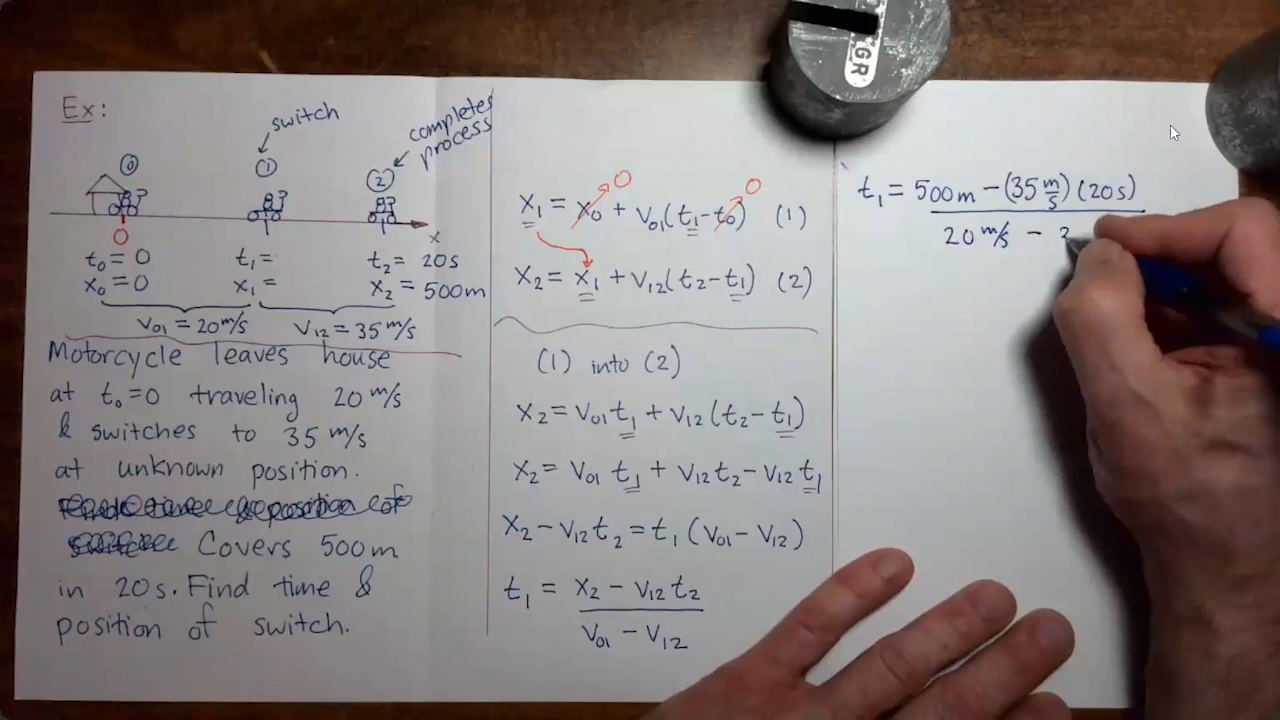 Ex:
switch
completes
process
0
1
2
0
x
t₀ = 0
x₀ = 0
t₁ =
x₁ =
t₂ = 20s
x₂ = 500m
v₀₁ = 20 m/s
v₁₂ = 35 m/s
Motorcycle leaves house
at t₀=0 traveling 20 m/s
& switches to 35 m/s
at unknown position.
Covers 500m
in 20s. Find time &
position of switch.
0 0
x₁ = x₀ + v₀₁(t₁-t₀) (1)
x₂ = x₁ + v₁₂(t₂-t₁) (2)
(1) into (2)
x₂ = v₀₁t₁ + v₁₂(t₂-t₁)
x₂ = v₀₁ t₁ + v₁₂t₂ - v₁₂t₁
x₂ - v₁₂t₂ = t₁(v₀₁ - v₁₂)
t₁ = x₂ - v₁₂t₂
v₀₁ - v₁₂
t₁ = 500m - (35 m/s)(20s)
20 m/s -
GR